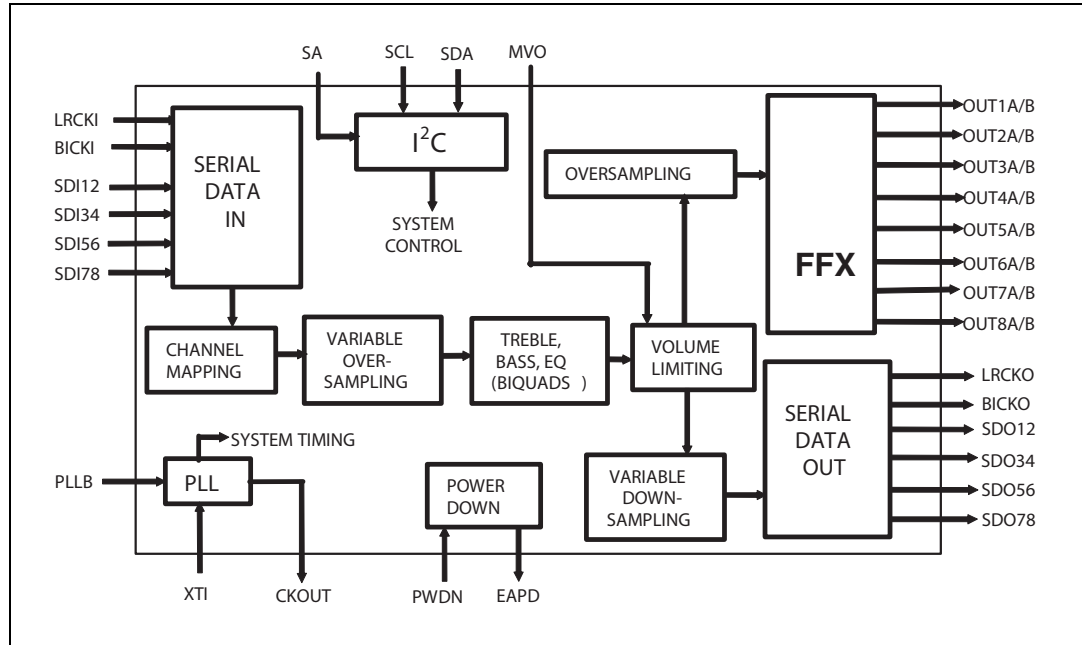 SA
SCL
SDA
MVO
LRCKI
BICKI
SDI12
SDI34
SDI56
SDI78
SERIAL
DATA
IN
I²C
SYSTEM
CONTROL
OVERSAMPLING
FFX
OUT1A/B
OUT2A/B
OUT3A/B
OUT4A/B
OUT5A/B
OUT6A/B
OUT7A/B
OUT8A/B
CHANNEL
MAPPING
VARIABLE
OVER-
SAMPLING
TREBLE,
BASS, EQ
(BIQUADS )
VOLUME
LIMITING
SERIAL
DATA
OUT
LRCKO
BICKO
SDO12
SDO34
SDO56
SDO78
SYSTEM TIMING
PLLB
PLL
POWER
DOWN
VARIABLE
DOWN-
SAMPLING
XTI
CKOUT
PWDN
EAPD